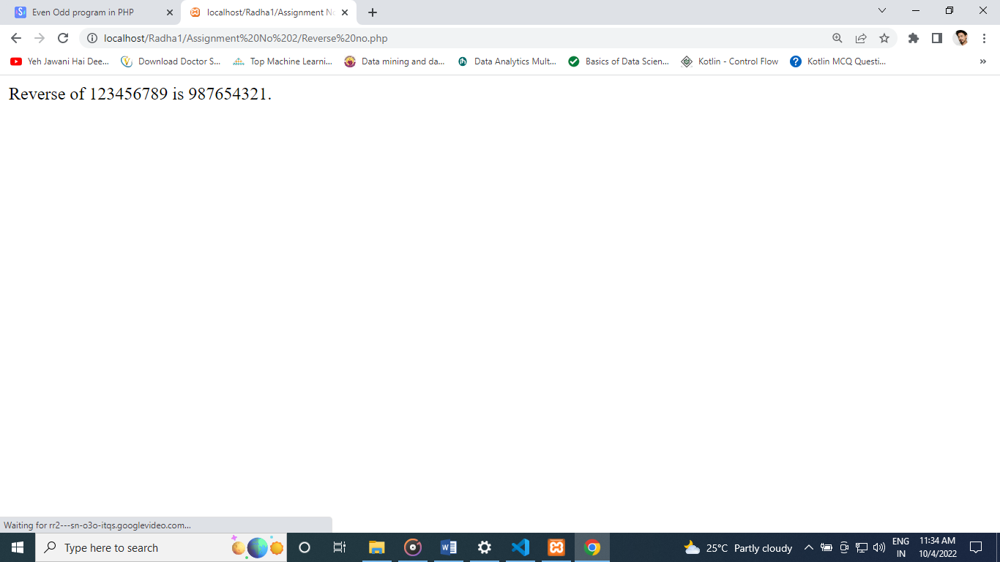 Even Odd program in PHP
localhost/Radha1/Assignment No
localhost/Radha1/Assignment%20No%202/Reverse%20no.php
Yeh Jawani Hai Dee... Download Doctor S... Top Machine Learni... Data mining and da... Data Analytics Mult... Basics of Data Scien... Kotlin - Control Flow Kotlin MCQ Questi... »
Reverse of 123456789 is 987654321.
Waiting for rr2---sn-o3o-itqs.googlevideo.com...
Type here to search
25°C Partly cloudy
ENG
IN
11:34 AM
10/4/2022